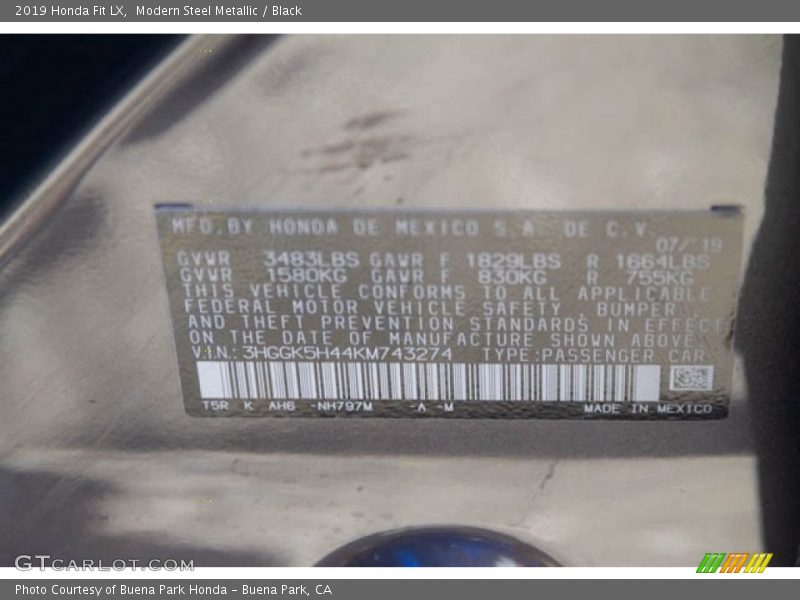 2019 Honda Fit LX,  Modern Steel Metallic / Black
MFD. BY HONDA DE MEXICO S.A. DE C.V.
07/'19
GVWR 3483LBS GAWR F 1829LBS R 1664LBS
GVWR 1580KG GAWR F 830KG R 755KG
THIS VEHICLE CONFORMS TO ALL APPLICABLE
FEDERAL MOTOR VEHICLE SAFETY, BUMPER
AND THEFT PREVENTION STANDARDS IN EFFECT
ON THE DATE OF MANUFACTURE SHOWN ABOVE
V.I.N.: 3HGGK5H44KM743274 TYPE:PASSENGER CAR
T5R K AH6 -NH797M -A -M MADE IN MEXICO
GTCARLOT.COM
Photo Courtesy of Buena Park Honda – Buena Park, CA